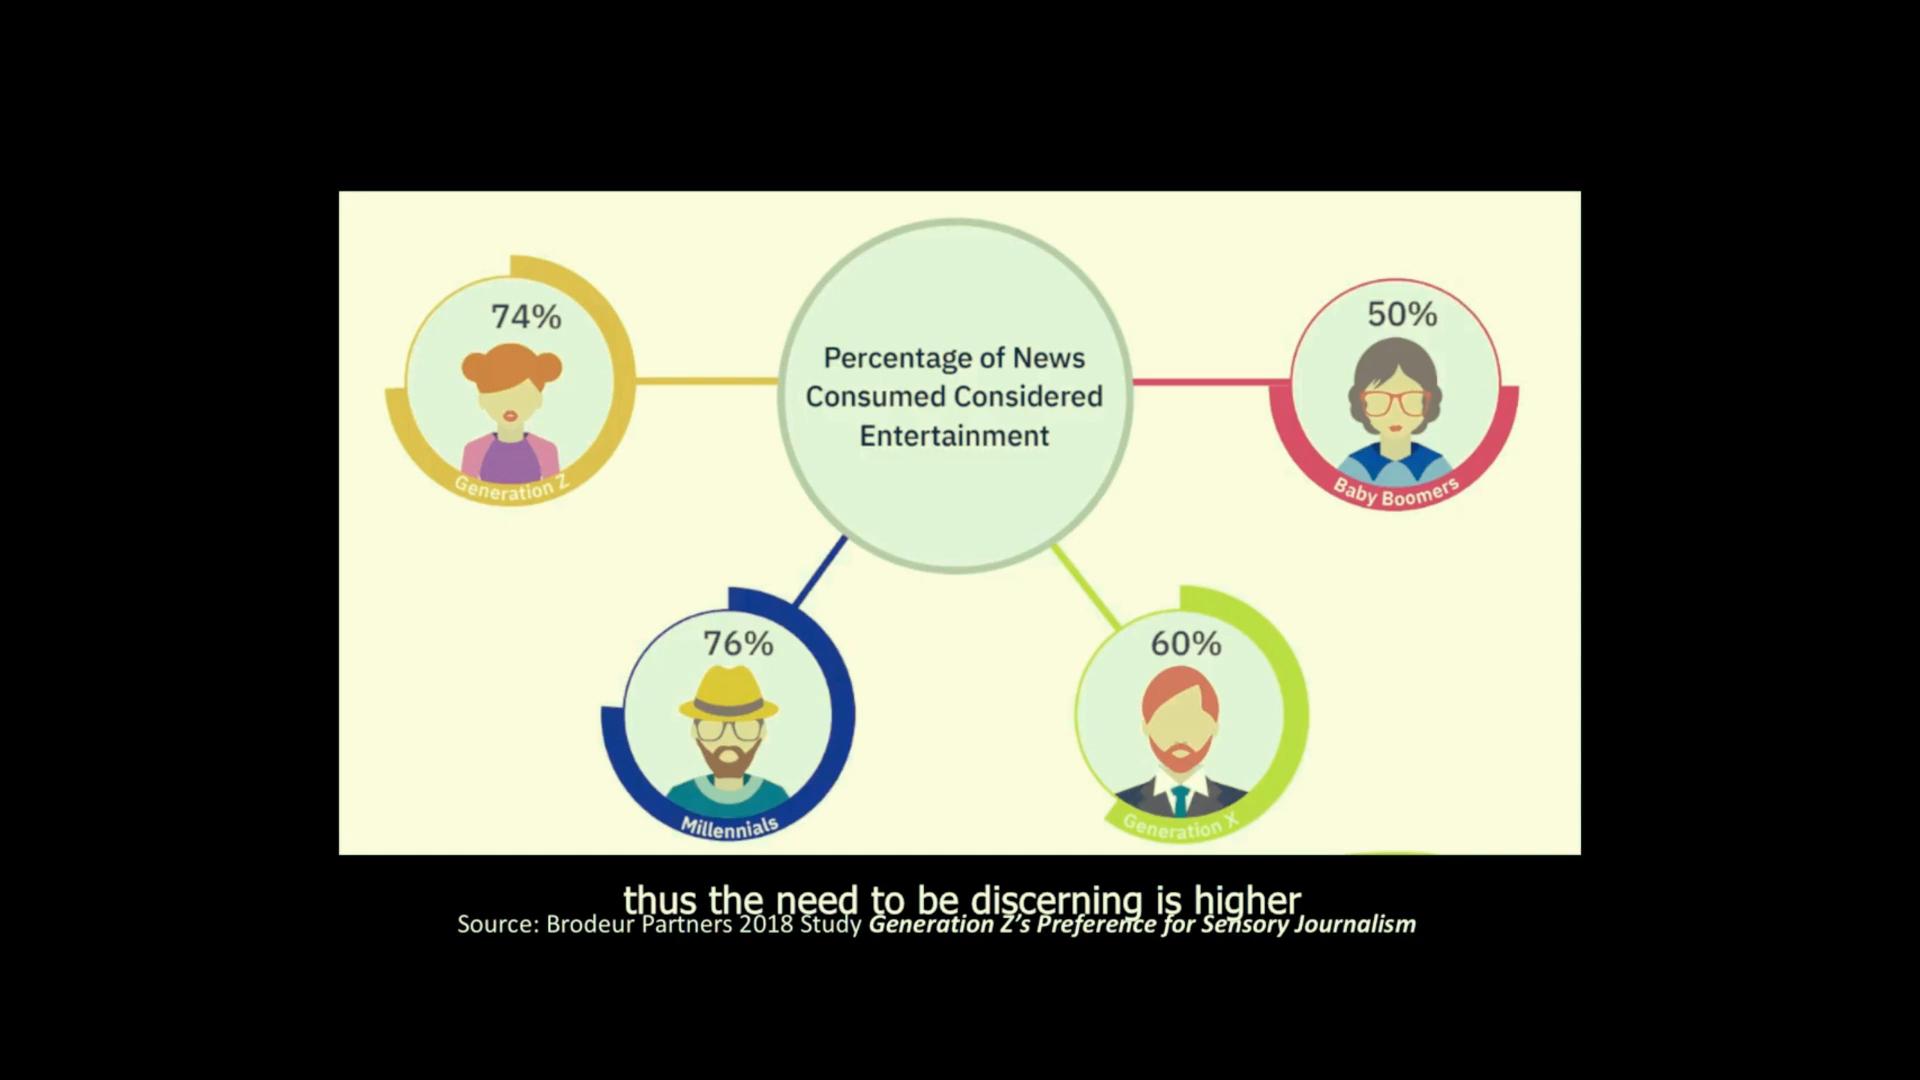 74%
Generation Z
Percentage of News
Consumed Considered
Entertainment
50%
Baby Boomers
76%
Millennials
60%
Generation X
thus the need to be discerning is higher
Source: Brodeur Partners 2018 Study Generation Z's Preference for Sensory Journalism